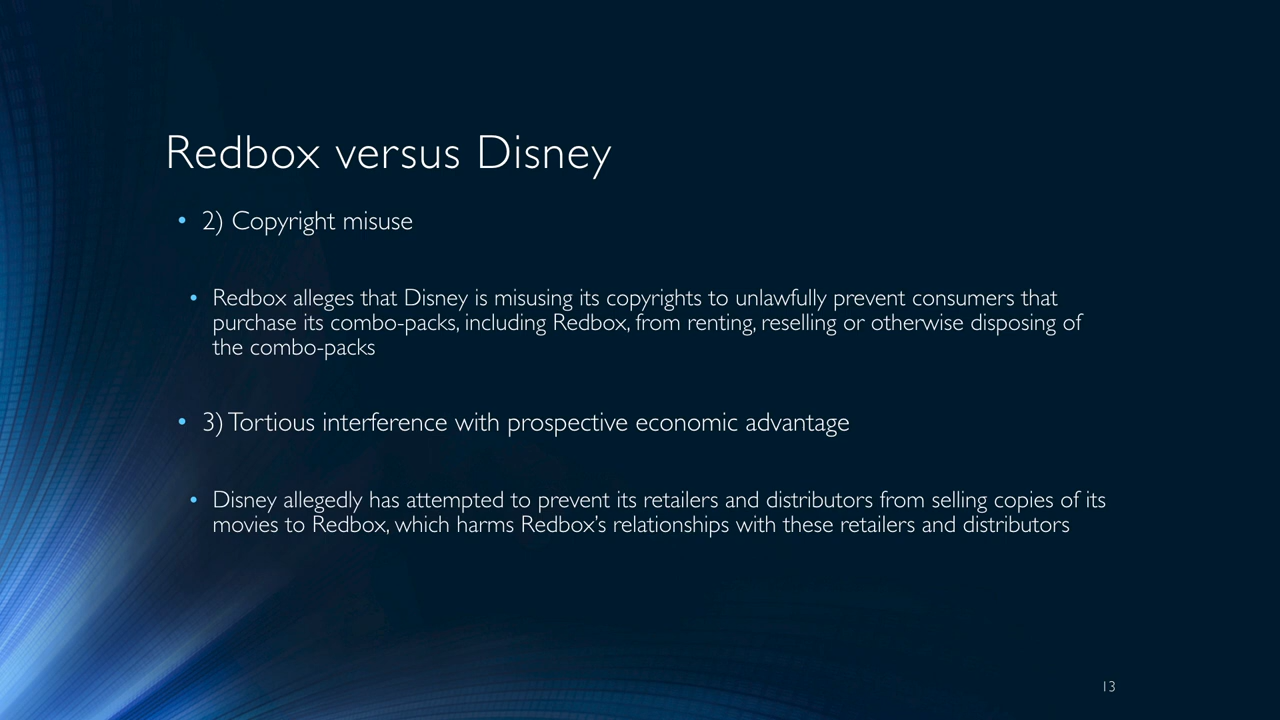 Redbox versus Disney
• 2) Copyright misuse
• Redbox alleges that Disney is misusing its copyrights to unlawfully prevent consumers that
purchase its combo-packs, including Redbox, from renting, reselling or otherwise disposing of
the combo-packs
• 3) Tortious interference with prospective economic advantage
• Disney allegedly has attempted to prevent its retailers and distributors from selling copies of its
movies to Redbox, which harms Redbox's relationships with these retailers and distributors
13